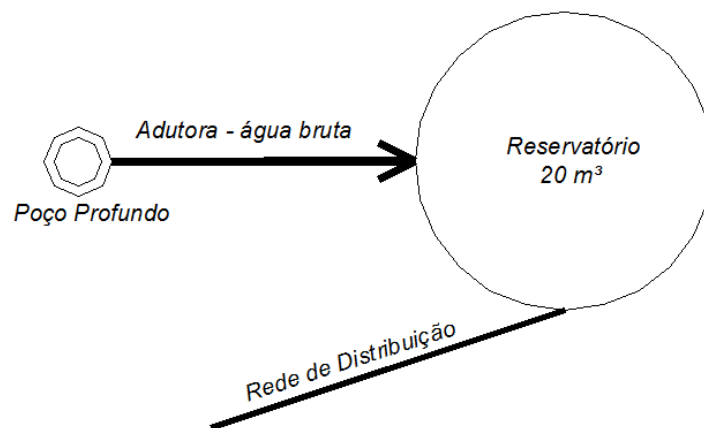 Adutora - água bruta
Reservatório
20 m³
Poço Profundo
Rede de Distribuição